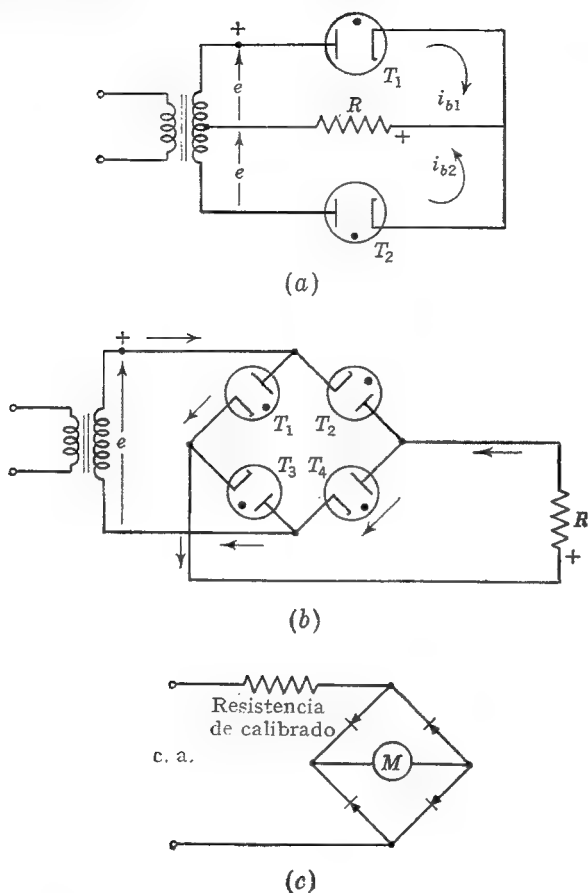 +
e
T₁
i_b1
R
+
e
i_b2
T₂
(a)
+
e
T₁
T₂
T₃
T₄
R
+
(b)
Resistencia
de calibrado
c. a.
M
(c)